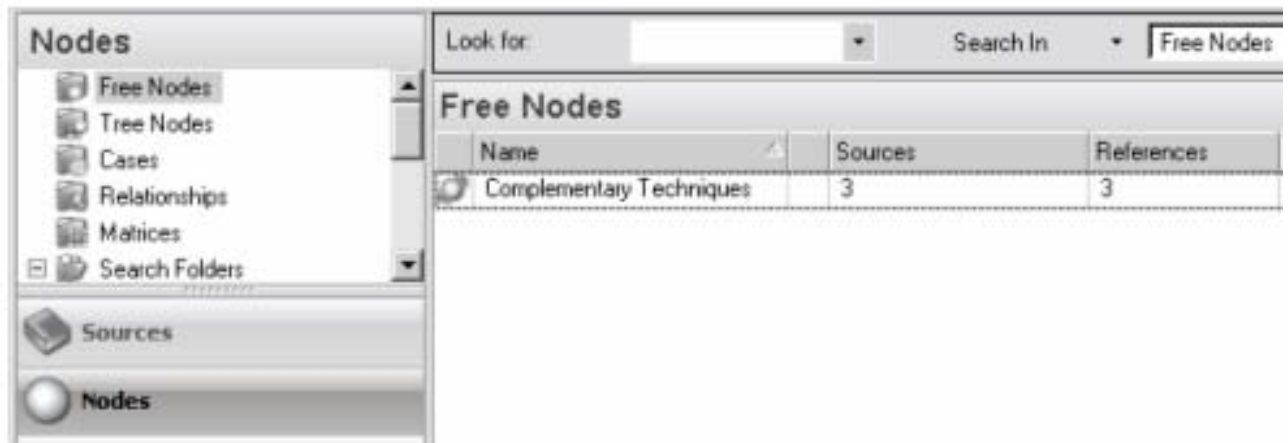 Nodes
Free Nodes
Tree Nodes
Cases
Relationships
Matrices
Search Folders
Sources
Nodes
Look for:
Search In
Free Nodes
Free Nodes
Name
Sources
References
Complementary Techniques
3
3